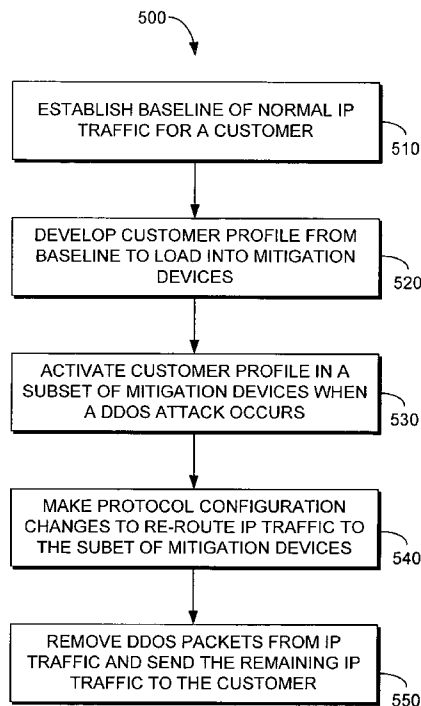 500
ESTABLISH BASELINE OF NORMAL IP
TRAFFIC FOR A CUSTOMER
510
DEVELOP CUSTOMER PROFILE FROM
BASELINE TO LOAD INTO MITIGATION
DEVICES
520
ACTIVATE CUSTOMER PROFILE IN A
SUBSET OF MITIGATION DEVICES WHEN
A DDOS ATTACK OCCURS
530
MAKE PROTOCOL CONFIGURATION
CHANGES TO RE-ROUTE IP TRAFFIC TO
THE SUBET OF MITIGATION DEVICES
540
REMOVE DDOS PACKETS FROM IP
TRAFFIC AND SEND THE REMAINING IP
TRAFFIC TO THE CUSTOMER
550